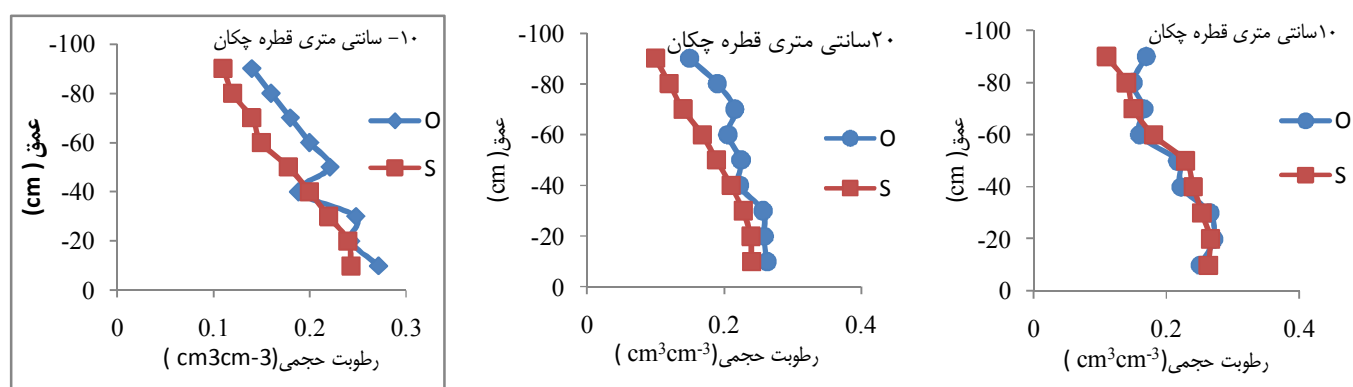 -۱۰ سانتی متری قطره چکان
-100
-80
-60
-40
-20
0
عمق( cm)
0 0.1 0.2 0.3
رطوبت حجمی(cm3cm-3 )
O
S
۲۰سانتی متری قطره چکان
-100
-80
-60
-40
-20
0
عمق( cm)
0 0.2 0.4
رطوبت حجمی(cm³cm⁻³ )
O
S
۱۰سانتی متری قطره چکان
-100
-80
-60
-40
-20
0
عمق( cm)
0 0.2 0.4
رطوبت حجمی(cm³cm⁻³ )
O
S